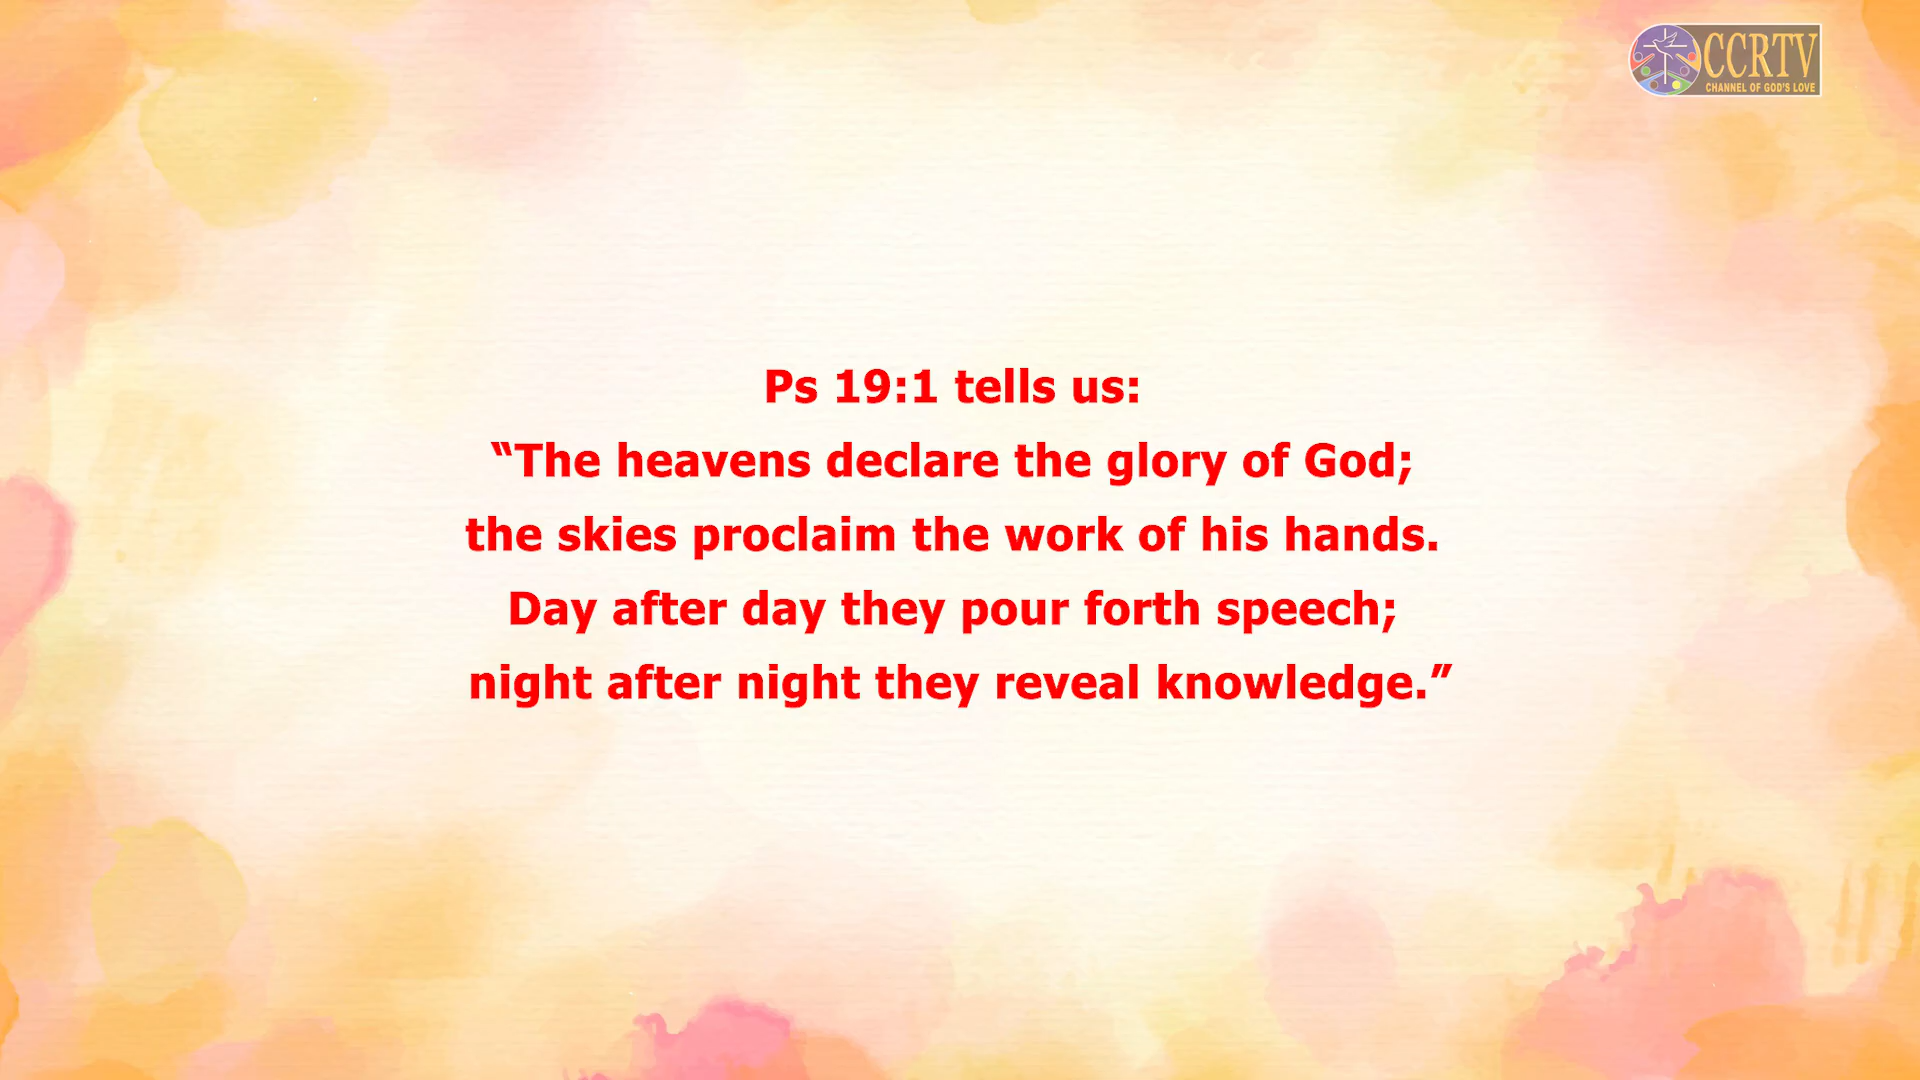 CCRTV
CHANNEL OF GOD'S LOVE
Ps 19:1 tells us:
“The heavens declare the glory of God;
the skies proclaim the work of his hands.
Day after day they pour forth speech;
night after night they reveal knowledge.”